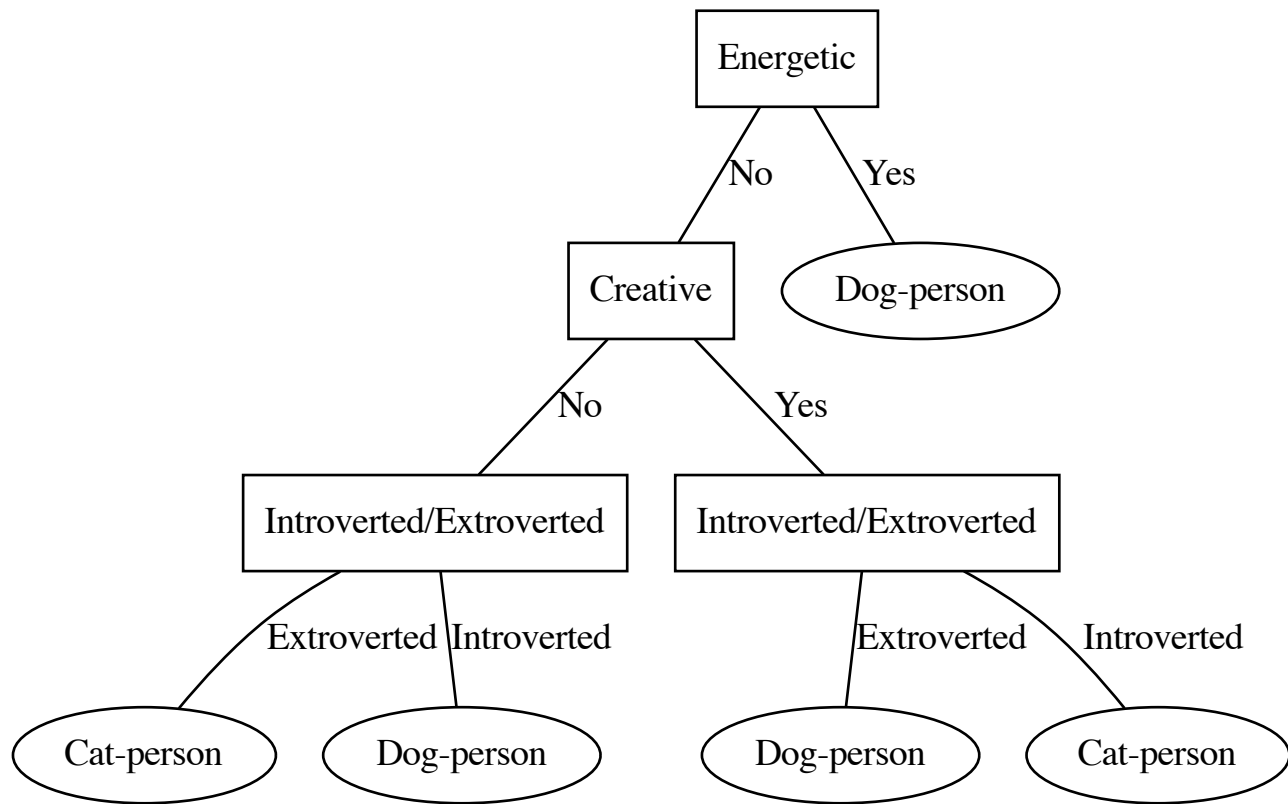 Energetic
No
Yes
Creative
Dog-person
No
Yes
Introverted/Extroverted
Introverted/Extroverted
Extroverted
Introverted
Extroverted
Introverted
Cat-person
Dog-person
Dog-person
Cat-person